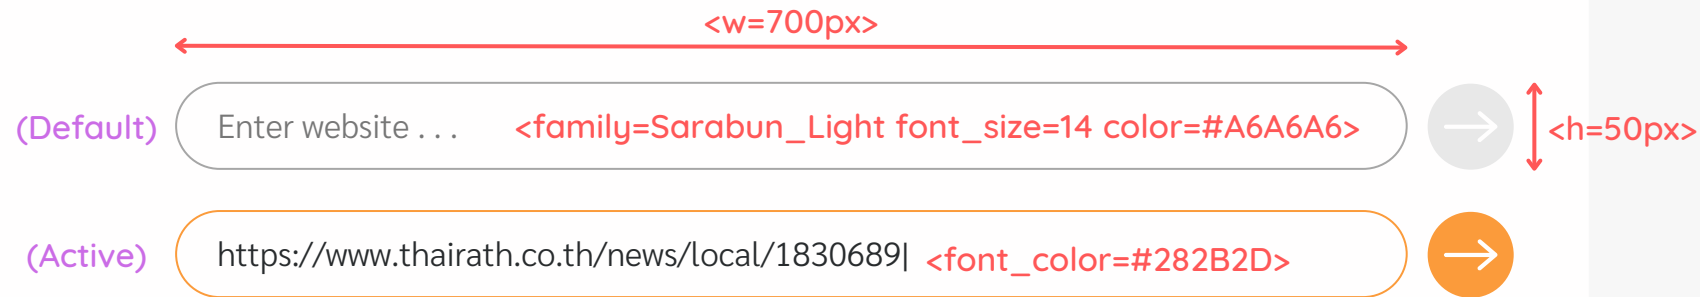 <w=700px>
(Default) Enter website . . . <family=Sarabun_Light font_size=14 color=#A6A6A6> <h=50px>
(Active) https://www.thairath.co.th/news/local/1830689| <font_color=#282B2D>